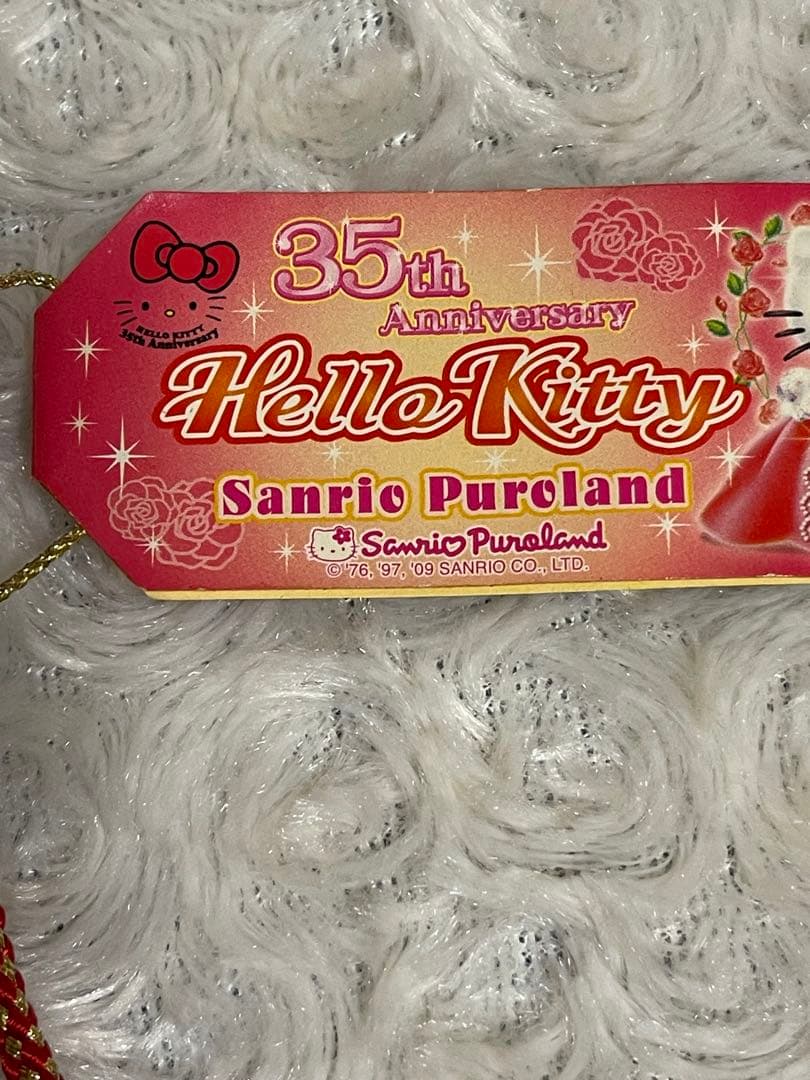 35th
Anniversary
HELLO KITTY
35th Anniversary
Hello Kitty
Sanrio Puroland
Sanrio Puroland
© '76, '97, '09 SANRIO CO., LTD.